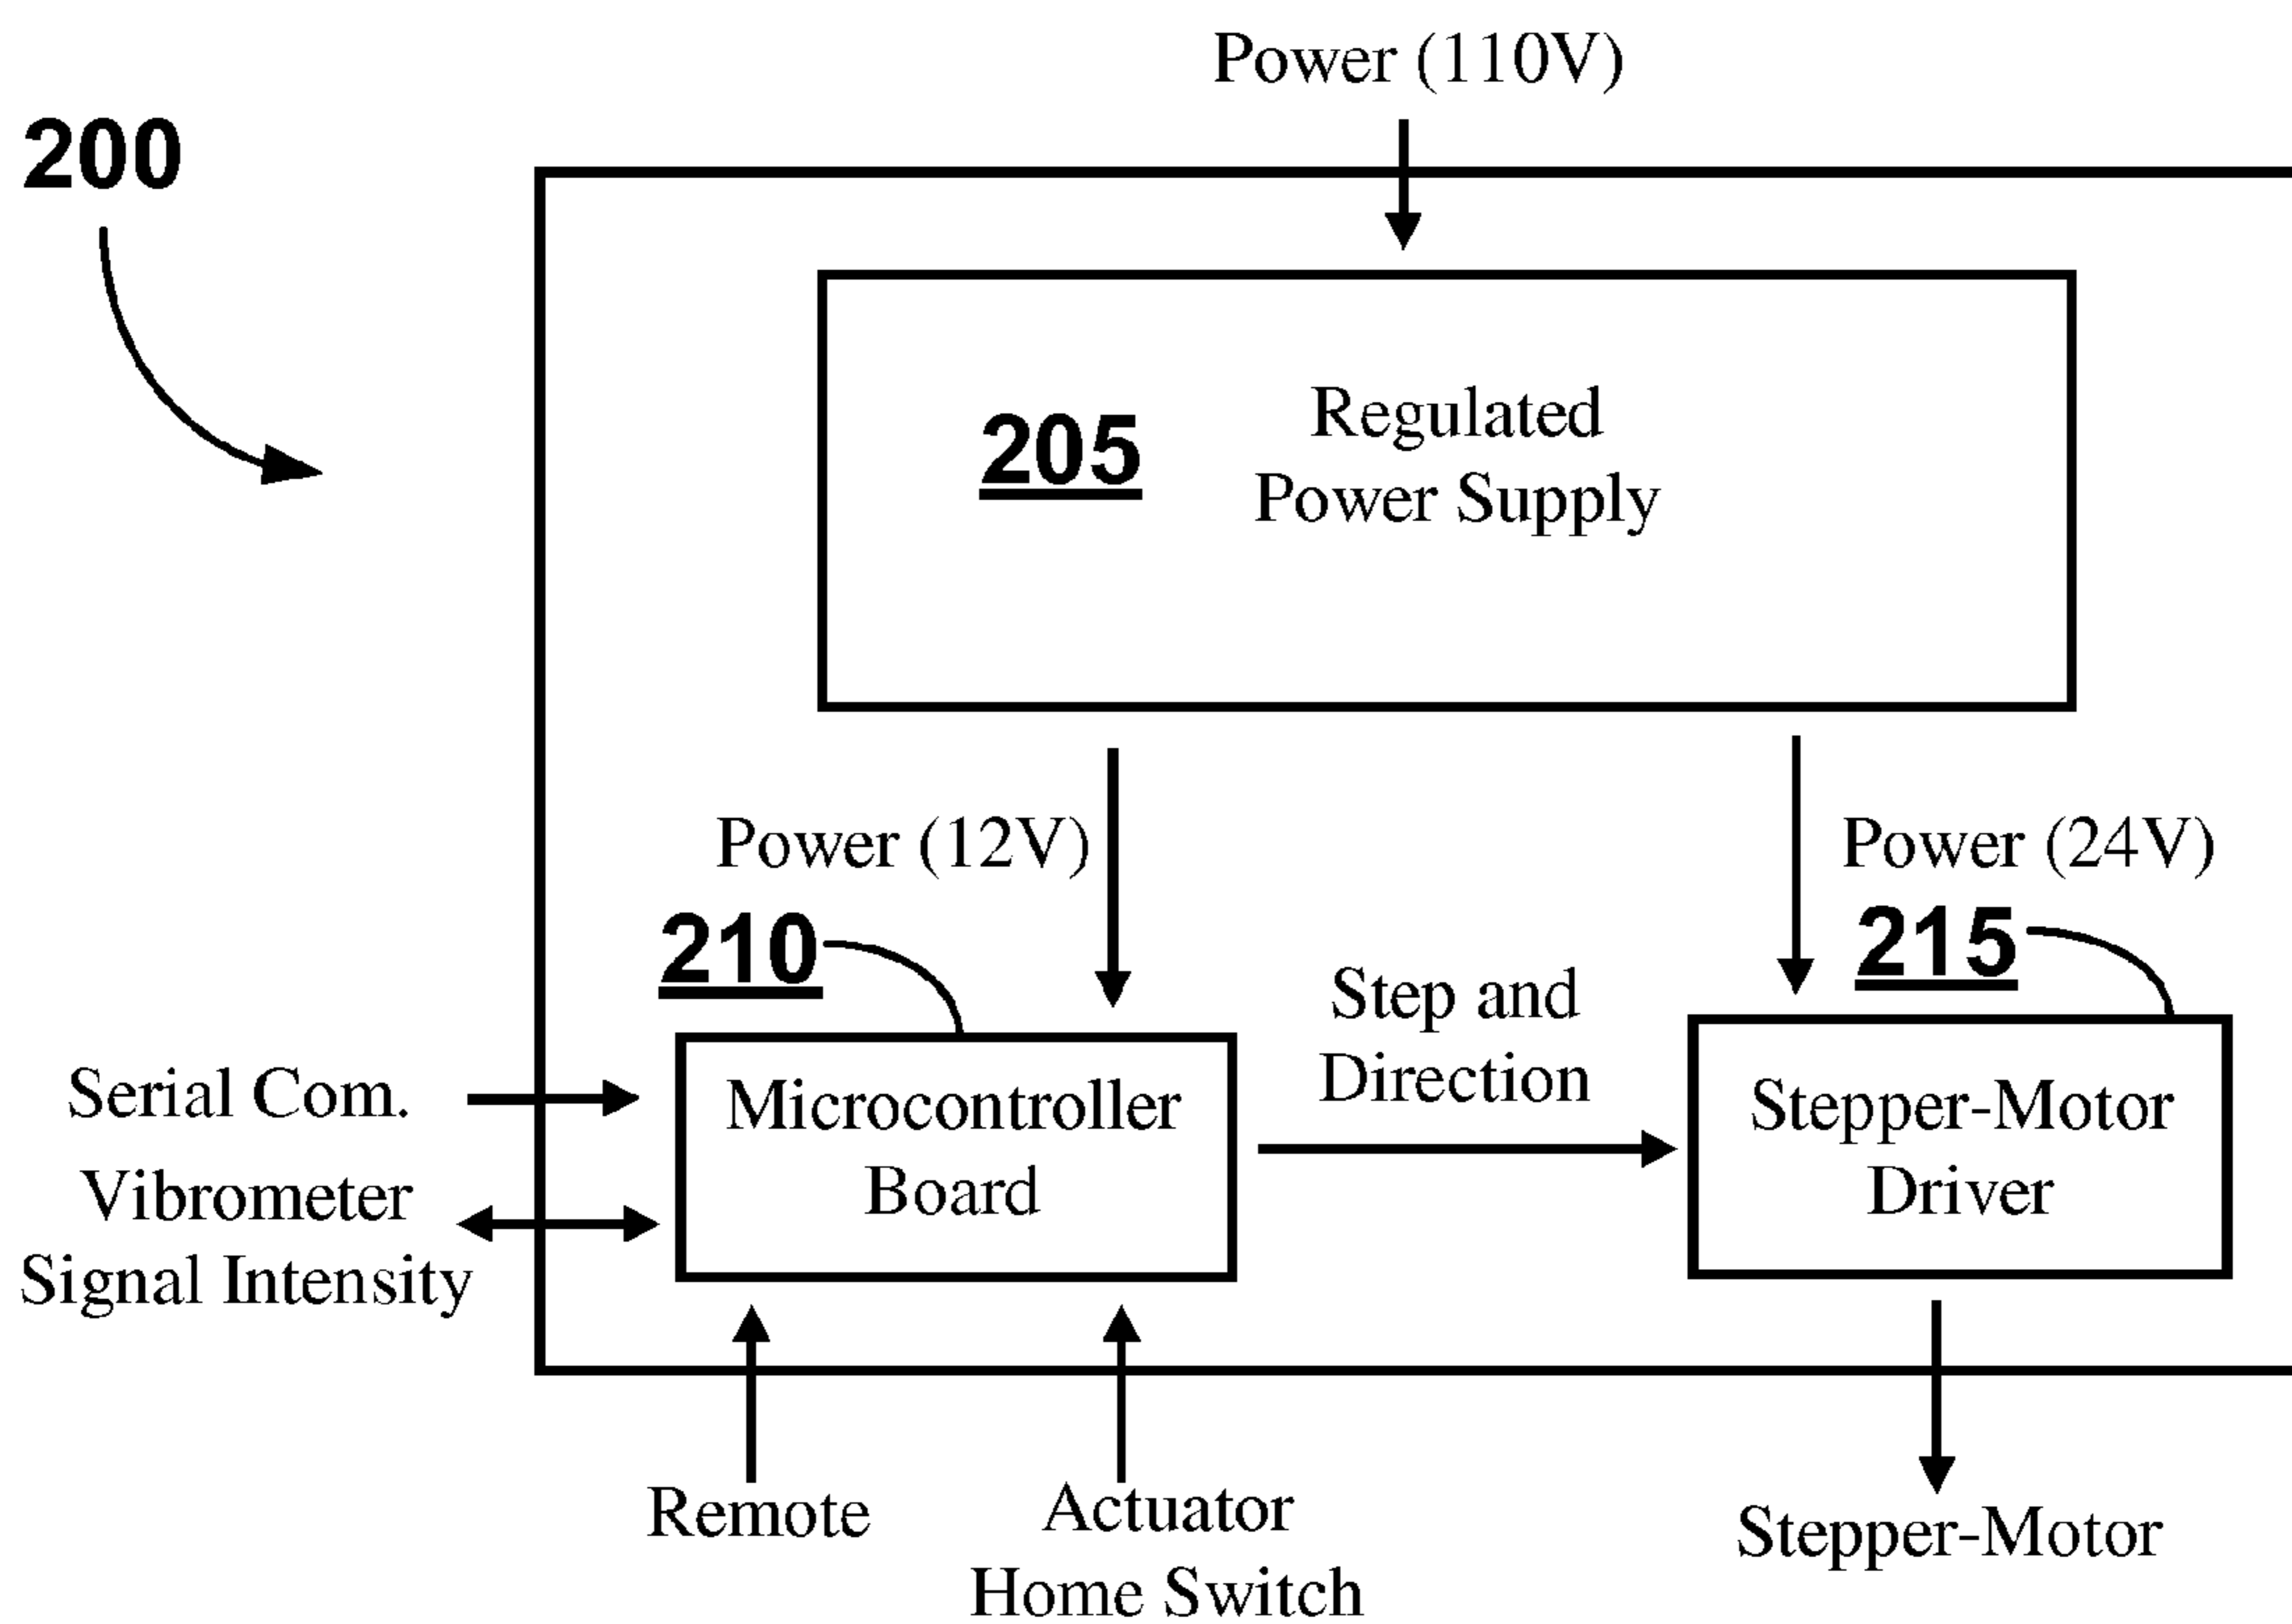 Power (110V)
200
205
Regulated
Power Supply
Power (12V)
Power (24V)
210
215
Step and
Direction
Serial Com.
Vibrometer
Signal Intensity
Microcontroller
Board
Stepper-Motor
Driver
Remote
Actuator
Home Switch
Stepper-Motor